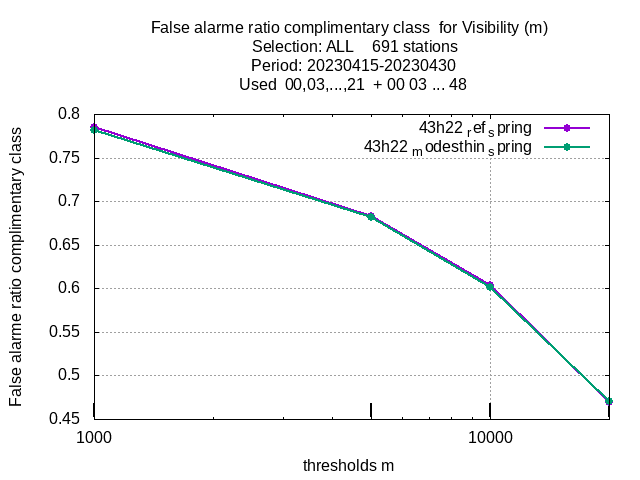 False alarme ratio complimentary class  for Visibility (m)
Selection: ALL    691 stations
Period: 20230415-20230430
Used  00,03,...,21  + 00 03 ... 48
False alarme ratio complimentary class
0.8
0.75
0.7
0.65
0.6
0.55
0.5
0.45
43h22 ref spring
43h22 modesthin spring
1000
10000
thresholds m